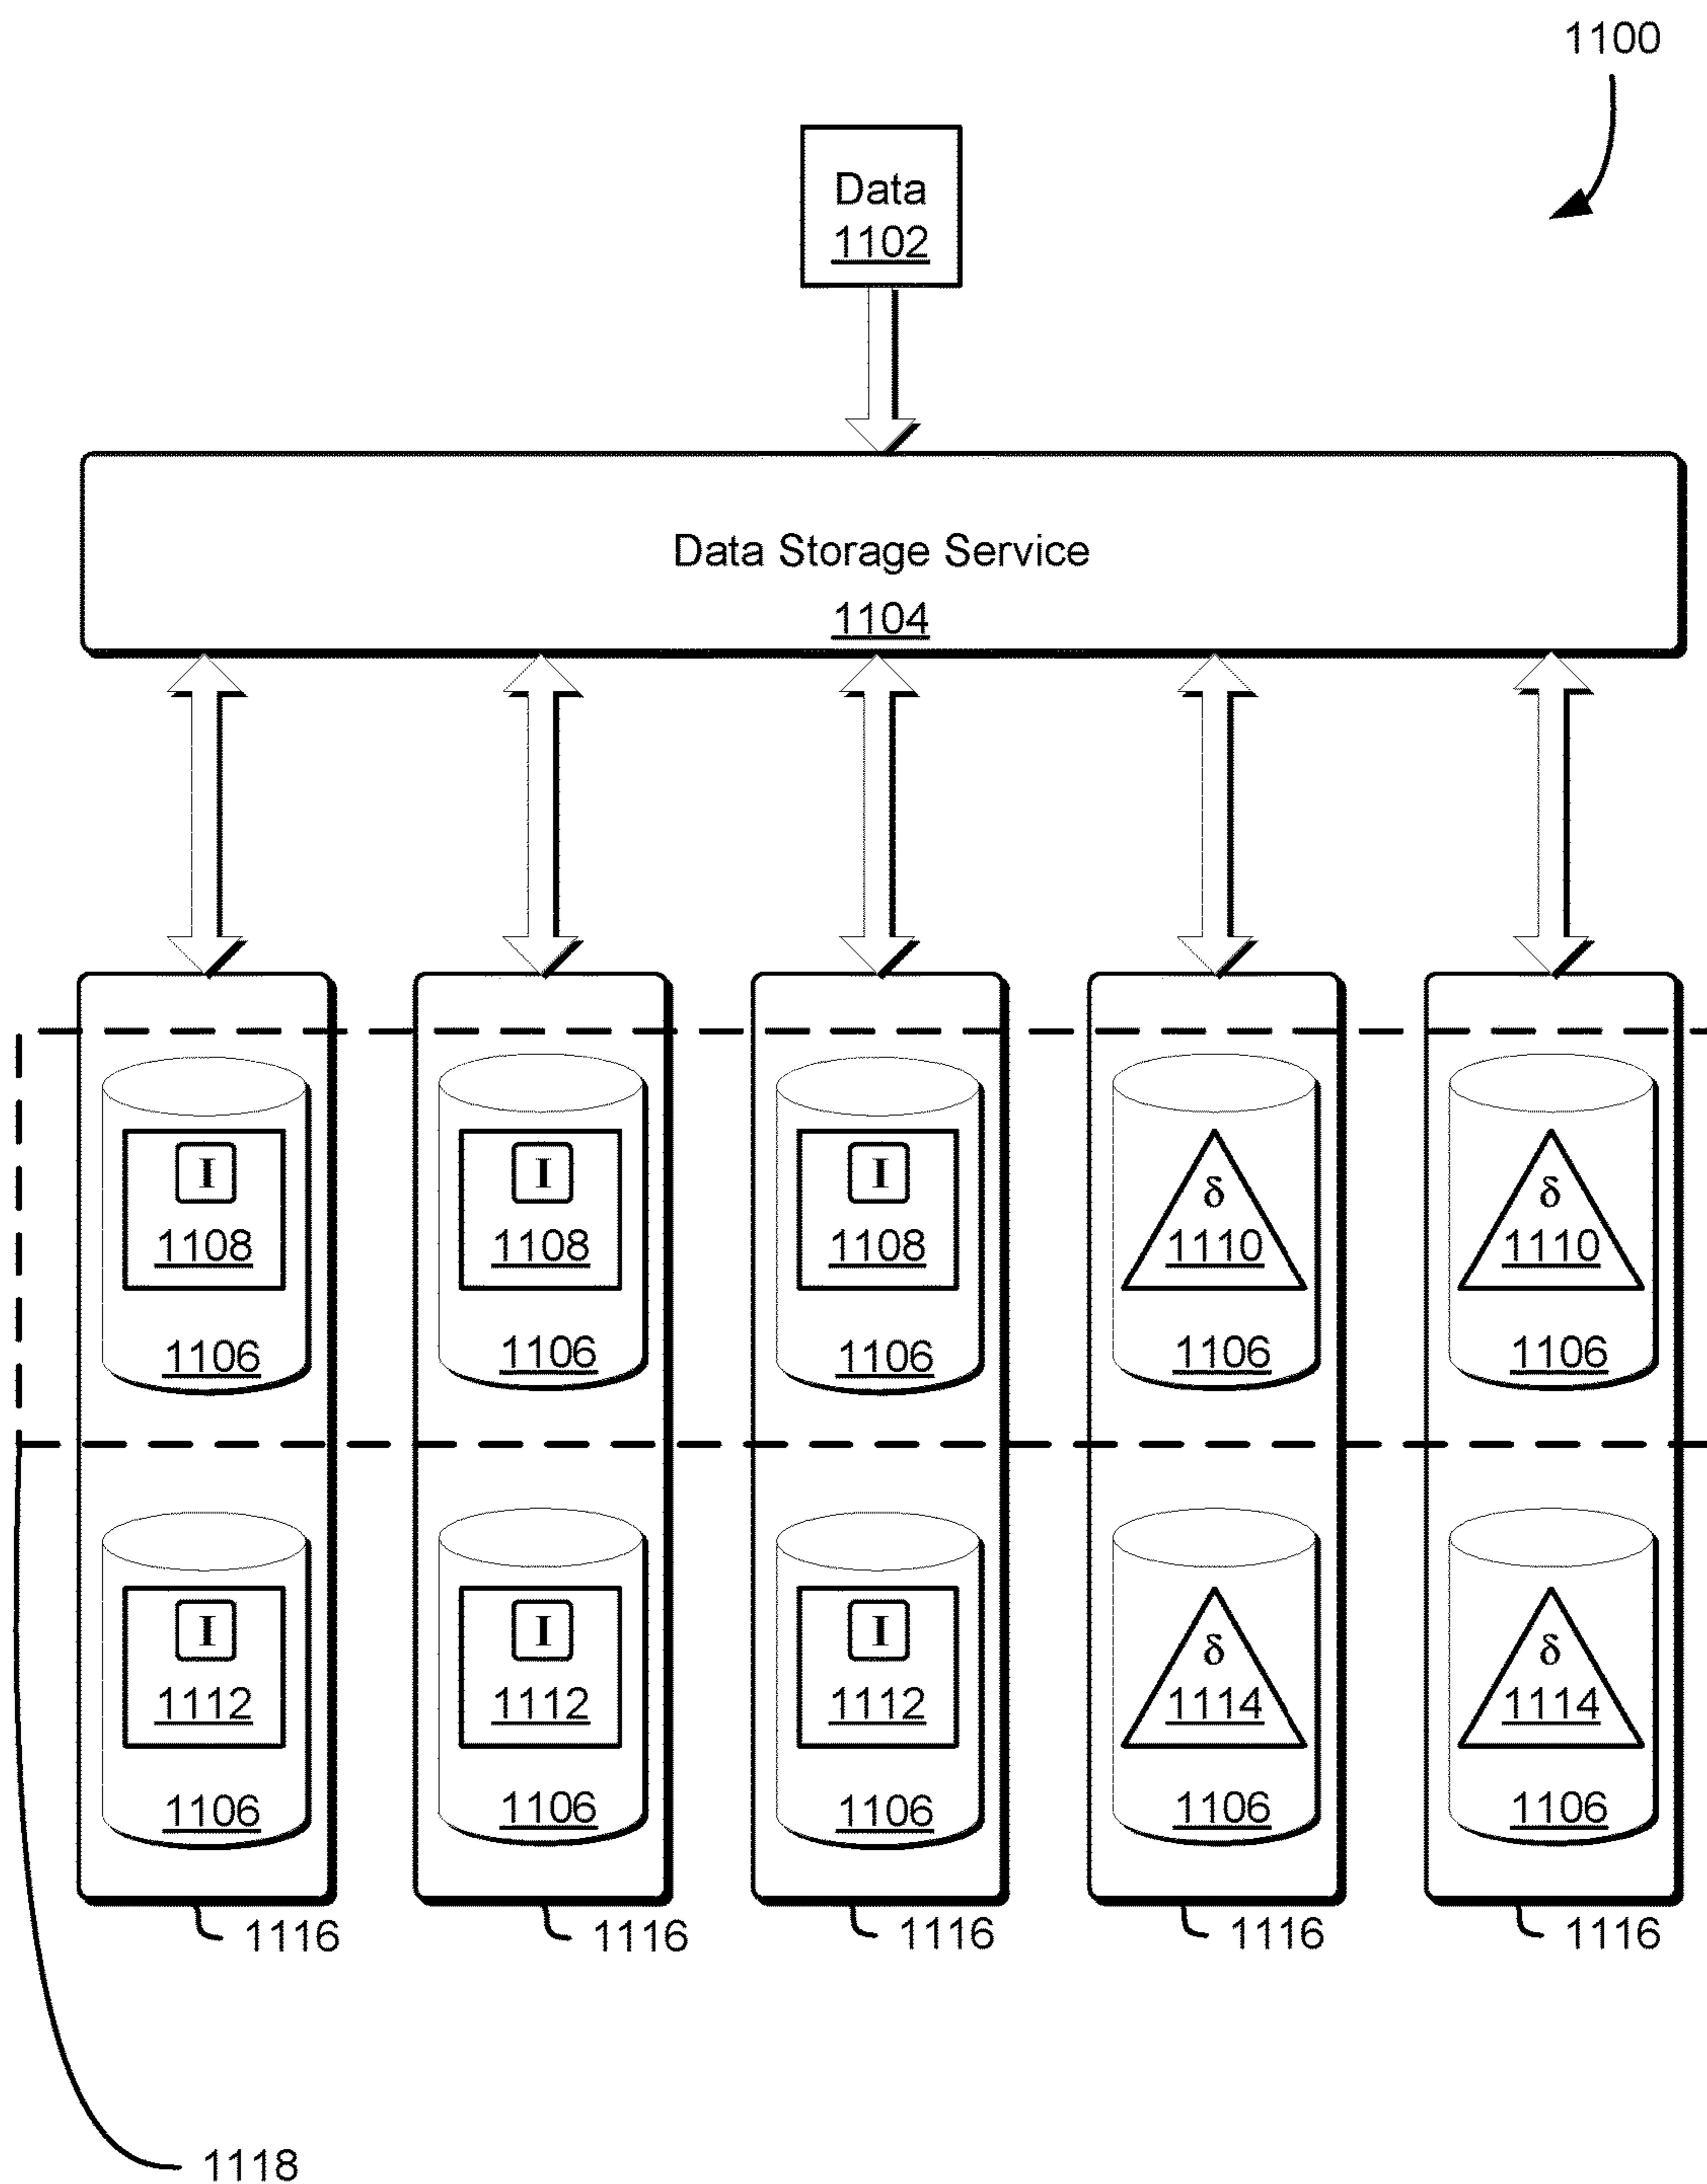 1100
Data
1102
Data Storage Service
1104
I I I δ δ
1108 1108 1108 1110 1110
1106 1106 1106 1106 1106
I I I δ δ
1112 1112 1112 1114 1114
1106 1106 1106 1106 1106
1116 1116 1116 1116 1116
1118